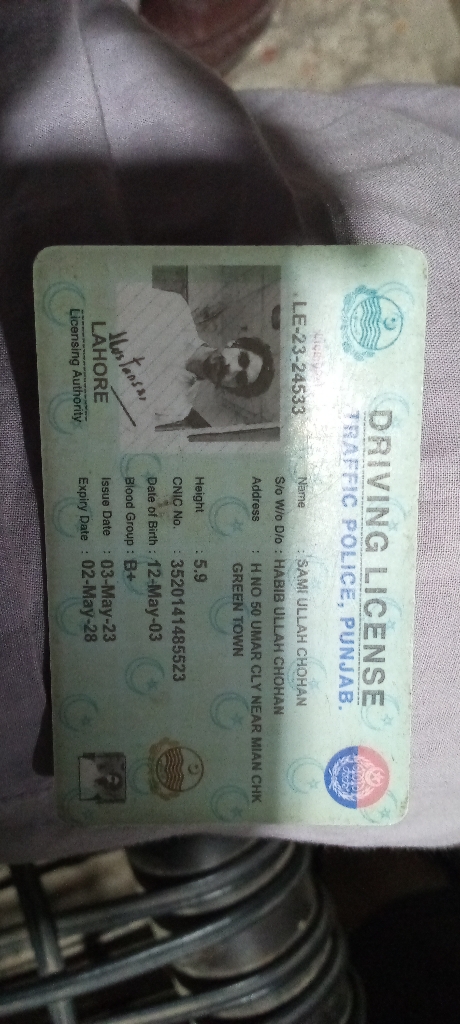 DRIVING LICENSE
TRAFFIC POLICE, PUNJAB.
LE-23-24533
Name : SAMI ULLAH CHOHAN
S/o W/o D/o : HABIB ULLAH CHOHAN
Address : H.NO 50 UMAR CLY NEAR MIAN CHK
GREEN TOWN
Height : 5.9
CNIC No. : 3520141485523
Date of Birth : 12-May-03
Blood Group : B+
Issue Date : 03-May-23
Expiry Date : 02-May-28
LAHORE
Licensing Authority